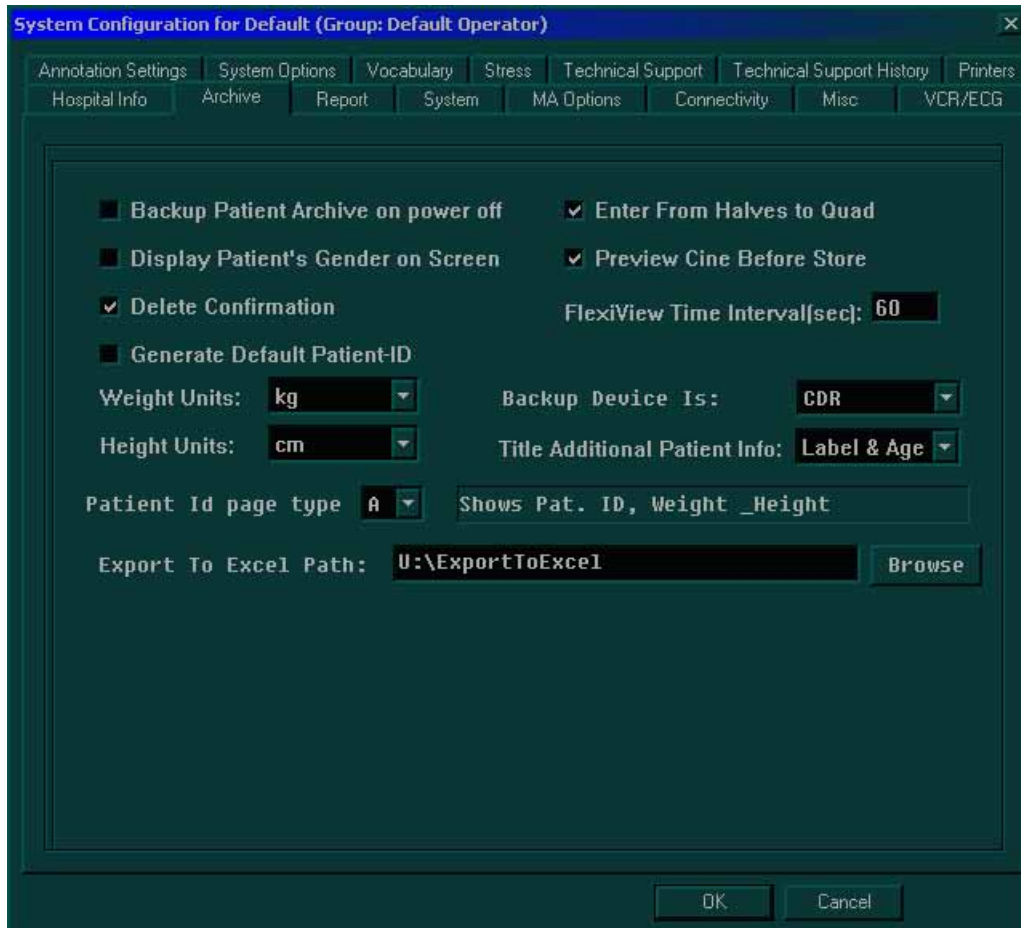 System Configuration for Default (Group: Default Operator)
Annotation Settings System Options Vocabulary Stress Technical Support Technical Support History Printers
Hospital Info Archive Report System MA Options Connectivity Misc VCR/ECG
Backup Patient Archive on power off Enter From Halves to Quad
Display Patient's Gender on Screen Preview Cine Before Store
Delete Confirmation FlexiView Time Interval(sec): 60
Generate Default Patient-ID
Weight Units: kg Backup Device Is: CDR
Height Units: cm Title Additional Patient Info: Label & Age
Patient Id page type A Shows Pat. ID, Weight _Height
Export To Excel Path: U:\ExportToExcel Browse
OK Cancel